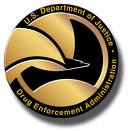 U.S. Department of Justice
Drug Enforcement Administration